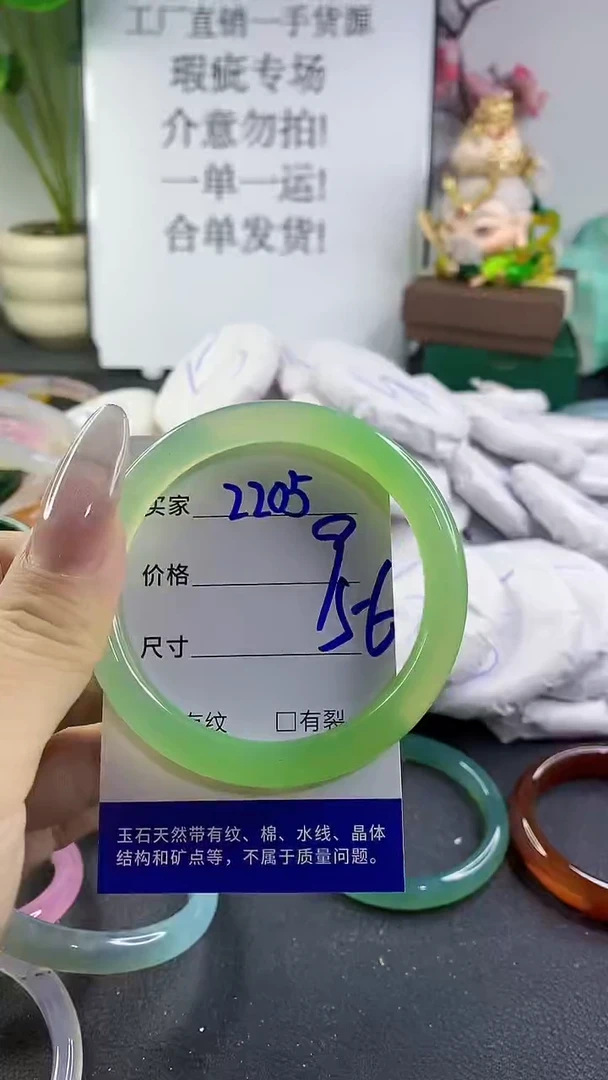 工厂直销一手货源
瑕疵专场
介意勿拍!
一单一运!
合单发货!
买家 2205
价格 9
尺寸 56
有纹 □有裂
玉石天然带有纹、棉、水线、晶体
结构和矿点等，不属于质量问题。